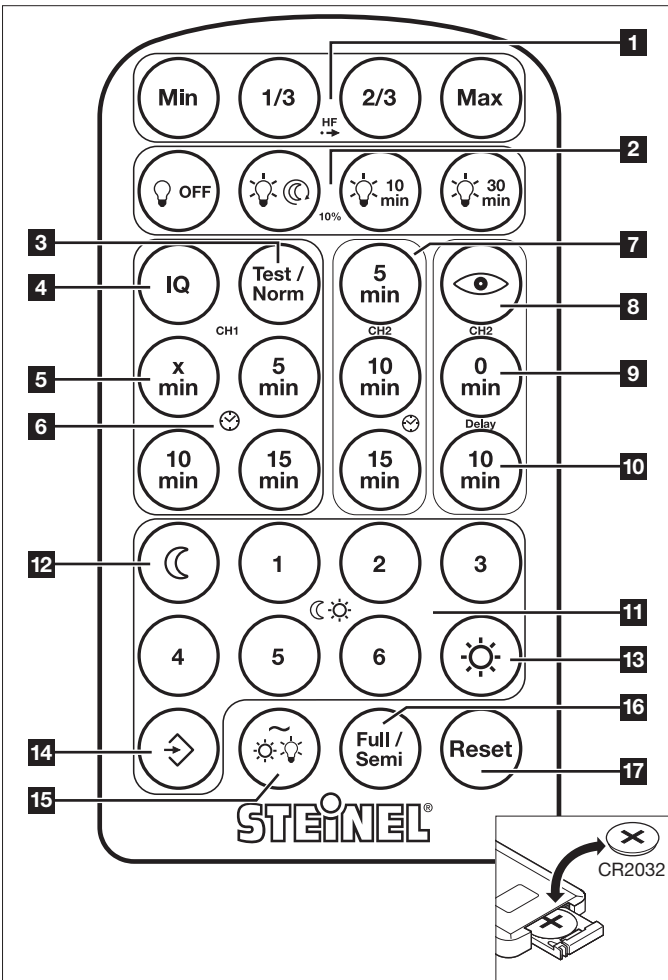 1
Min 1/3 2/3 Max
HF
2
OFF 10 min 30 min
10%
3
4
IQ Test / Norm 5 min
7
8
CH1 CH2 CH2
5
x min 5 min 10 min 0 min
9
6
Delay
10 min 15 min 15 min 10 min
10
12
1 2 3
11
4 5 6
13
14
Full / Semi Reset
16
15
17
STEINEL®
CR2032